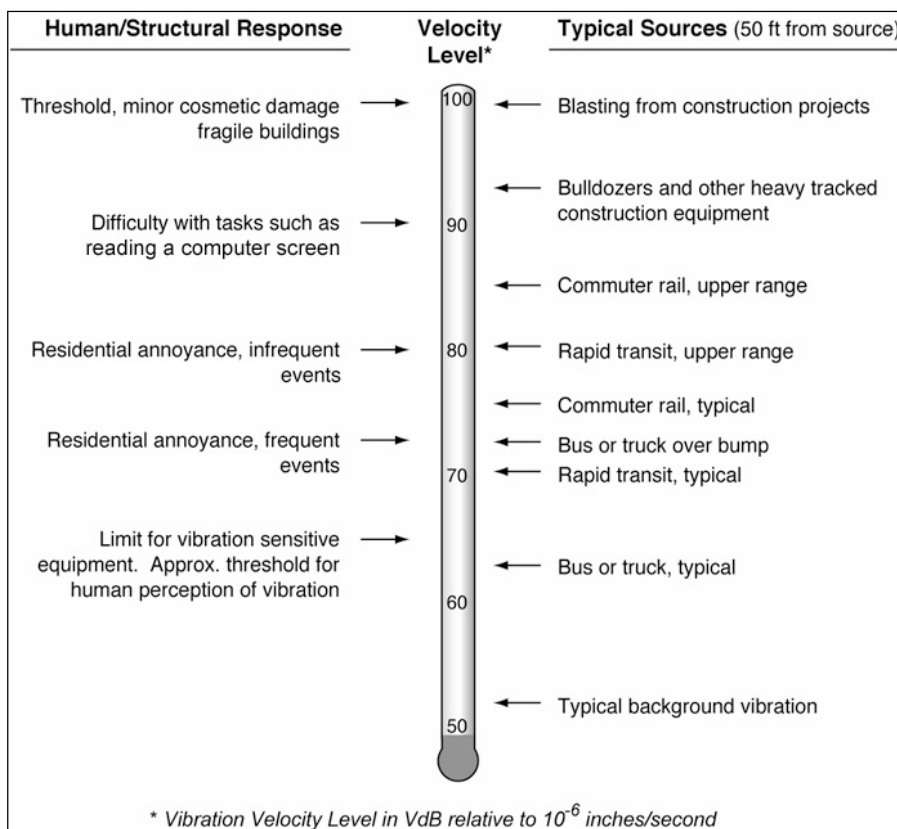 Human/Structural Response
Velocity
Level*
Typical Sources (50 ft from source)
Threshold, minor cosmetic damage
fragile buildings
100
Blasting from construction projects
Bulldozers and other heavy tracked
construction equipment
Difficulty with tasks such as
reading a computer screen
90
Commuter rail, upper range
Residential annoyance, infrequent
events
80
Rapid transit, upper range
Commuter rail, typical
Residential annoyance, frequent
events
Bus or truck over bump
70
Rapid transit, typical
Limit for vibration sensitive
equipment. Approx. threshold for
human perception of vibration
Bus or truck, typical
60
Typical background vibration
50
* Vibration Velocity Level in VdB relative to 10⁻⁶ inches/second